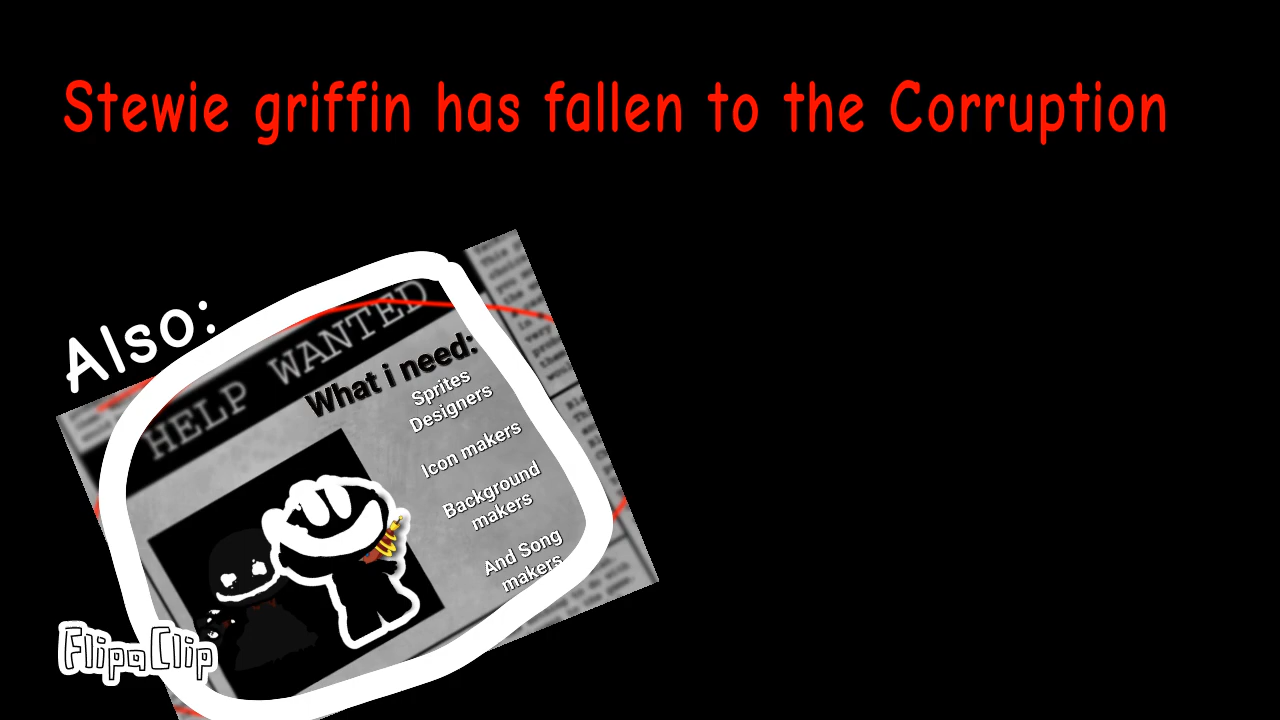 Stewie griffin has fallen to the Corruption
Also:
HELP WANTED
What i need:
Sprites
Designers
Icon makers
Background
makers
And Song
makers
FlipaClip